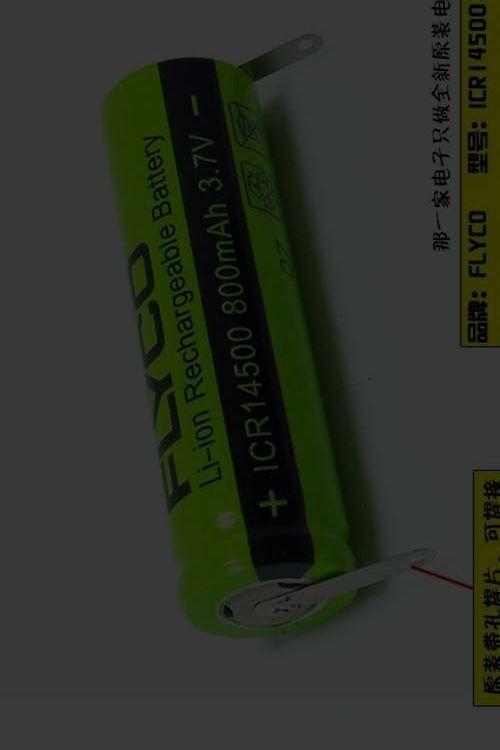 FLYCO
Li-ion Rechargeable Battery
+ ICR14500 800mAh 3.7V -
那一家电子只做全新原装电
品牌：FLYCO 型号：ICR14500
原装带孔焊片，可焊接